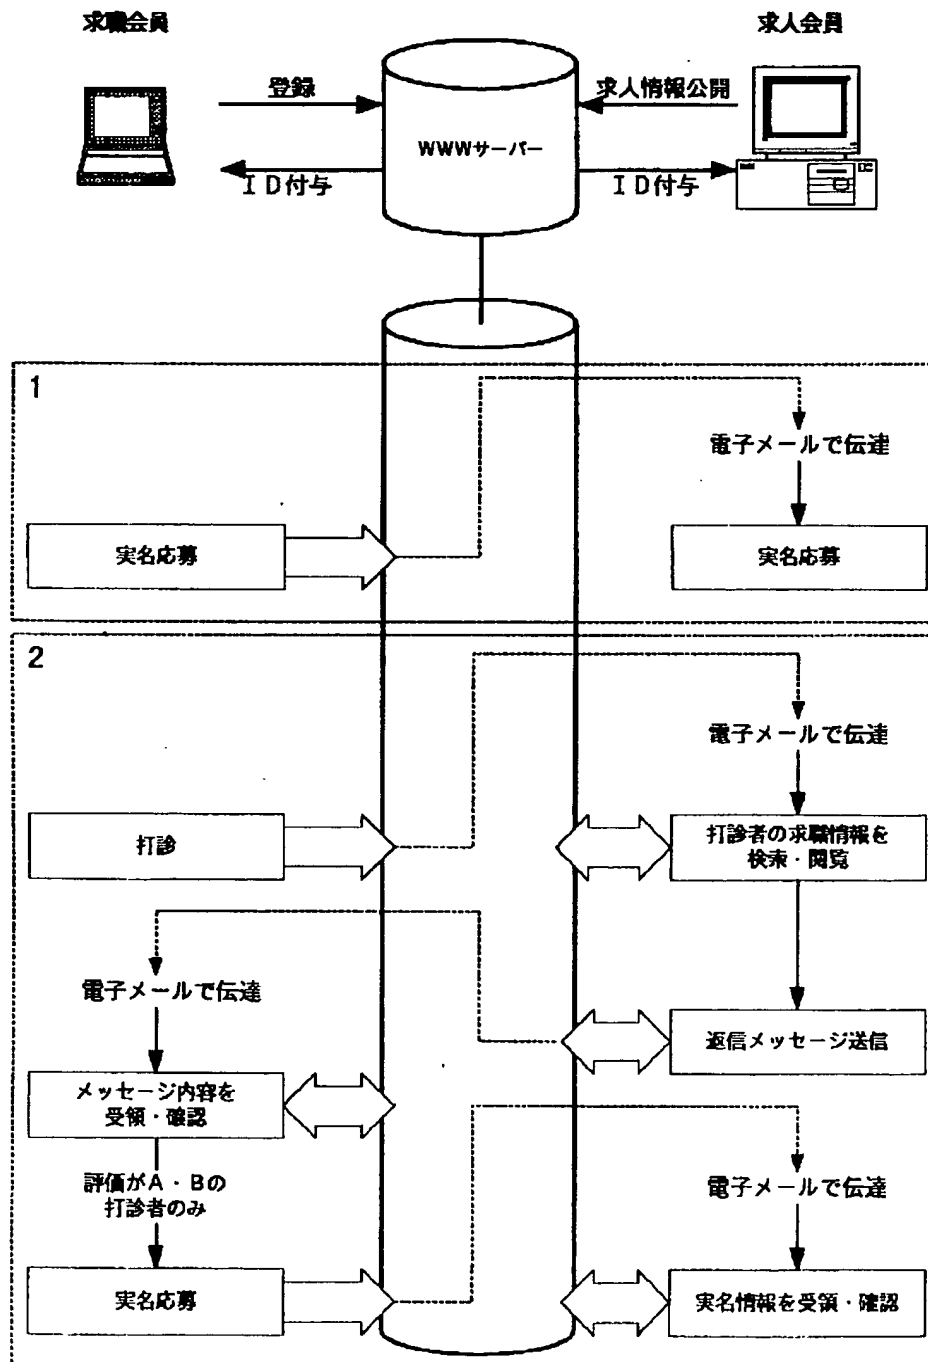 求職会員
求人会員
登録
求人情報公開
WWWサーバー
ID付与
ID付与
1
電子メールで伝達
実名応募
実名応募
2
電子メールで伝達
打診
打診者の求職情報を
検索・閲覧
電子メールで伝達
返信メッセージ送信
メッセージ内容を
受領・確認
評価がA・Bの
打診者のみ
電子メールで伝達
実名応募
実名情報を受領・確認